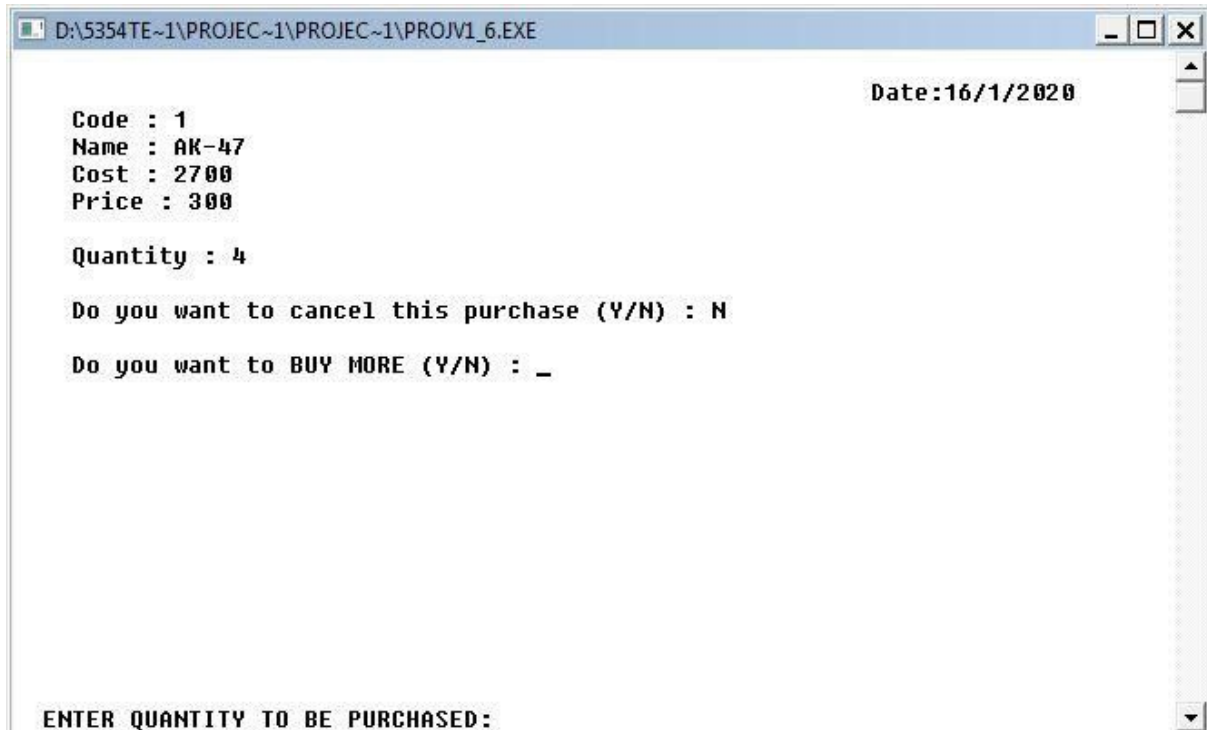 D:\5354TE~1\PROJEC~1\PROJEC~1\PROJV1_6.EXE
Date:16/1/2020
Code : 1
Name : AK-47
Cost : 2700
Price : 300
Quantity : 4
Do you want to cancel this purchase (Y/N) : N
Do you want to BUY MORE (Y/N) : _
ENTER QUANTITY TO BE PURCHASED: